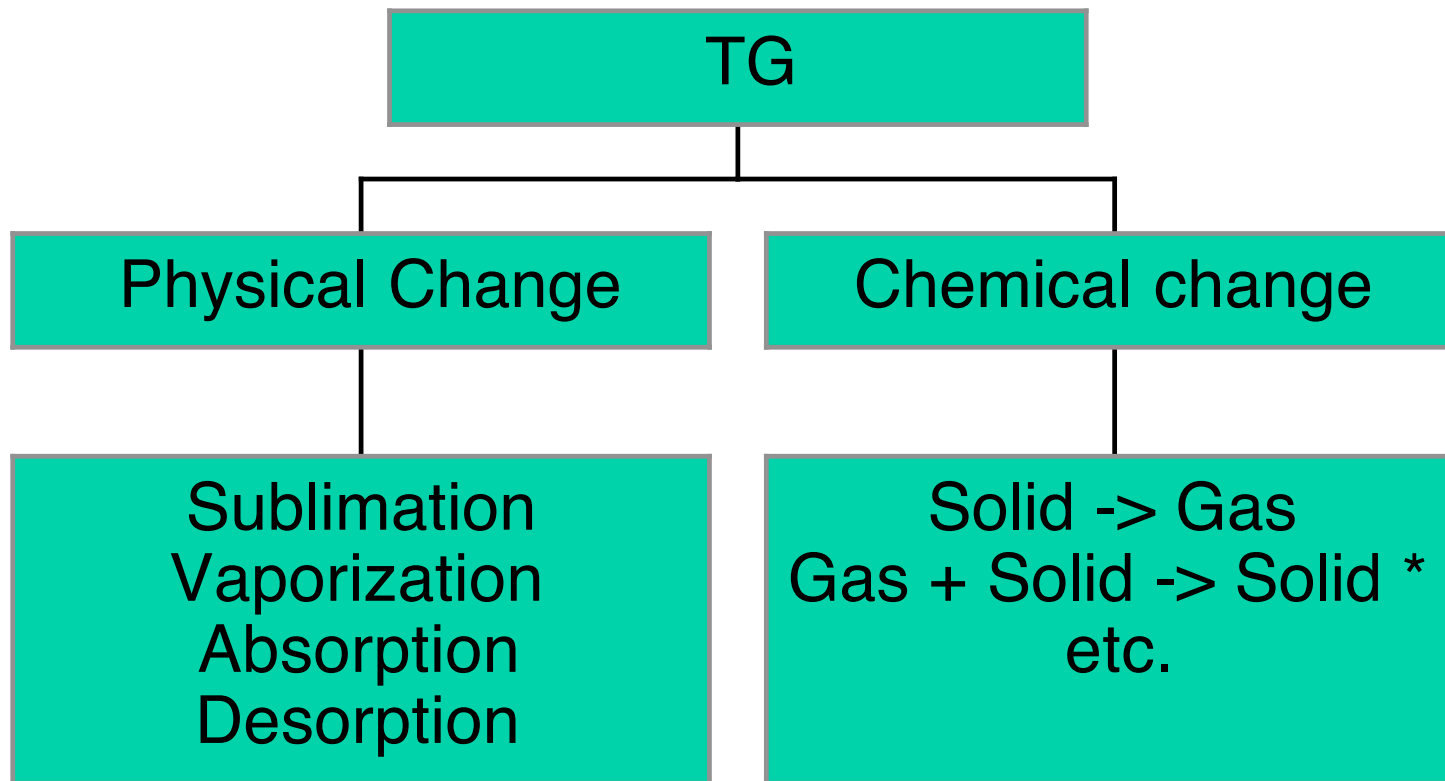 TG
Physical Change
Chemical change
Sublimation
Vaporization
Absorption
Desorption
Solid -> Gas
Gas + Solid -> Solid *
etc.